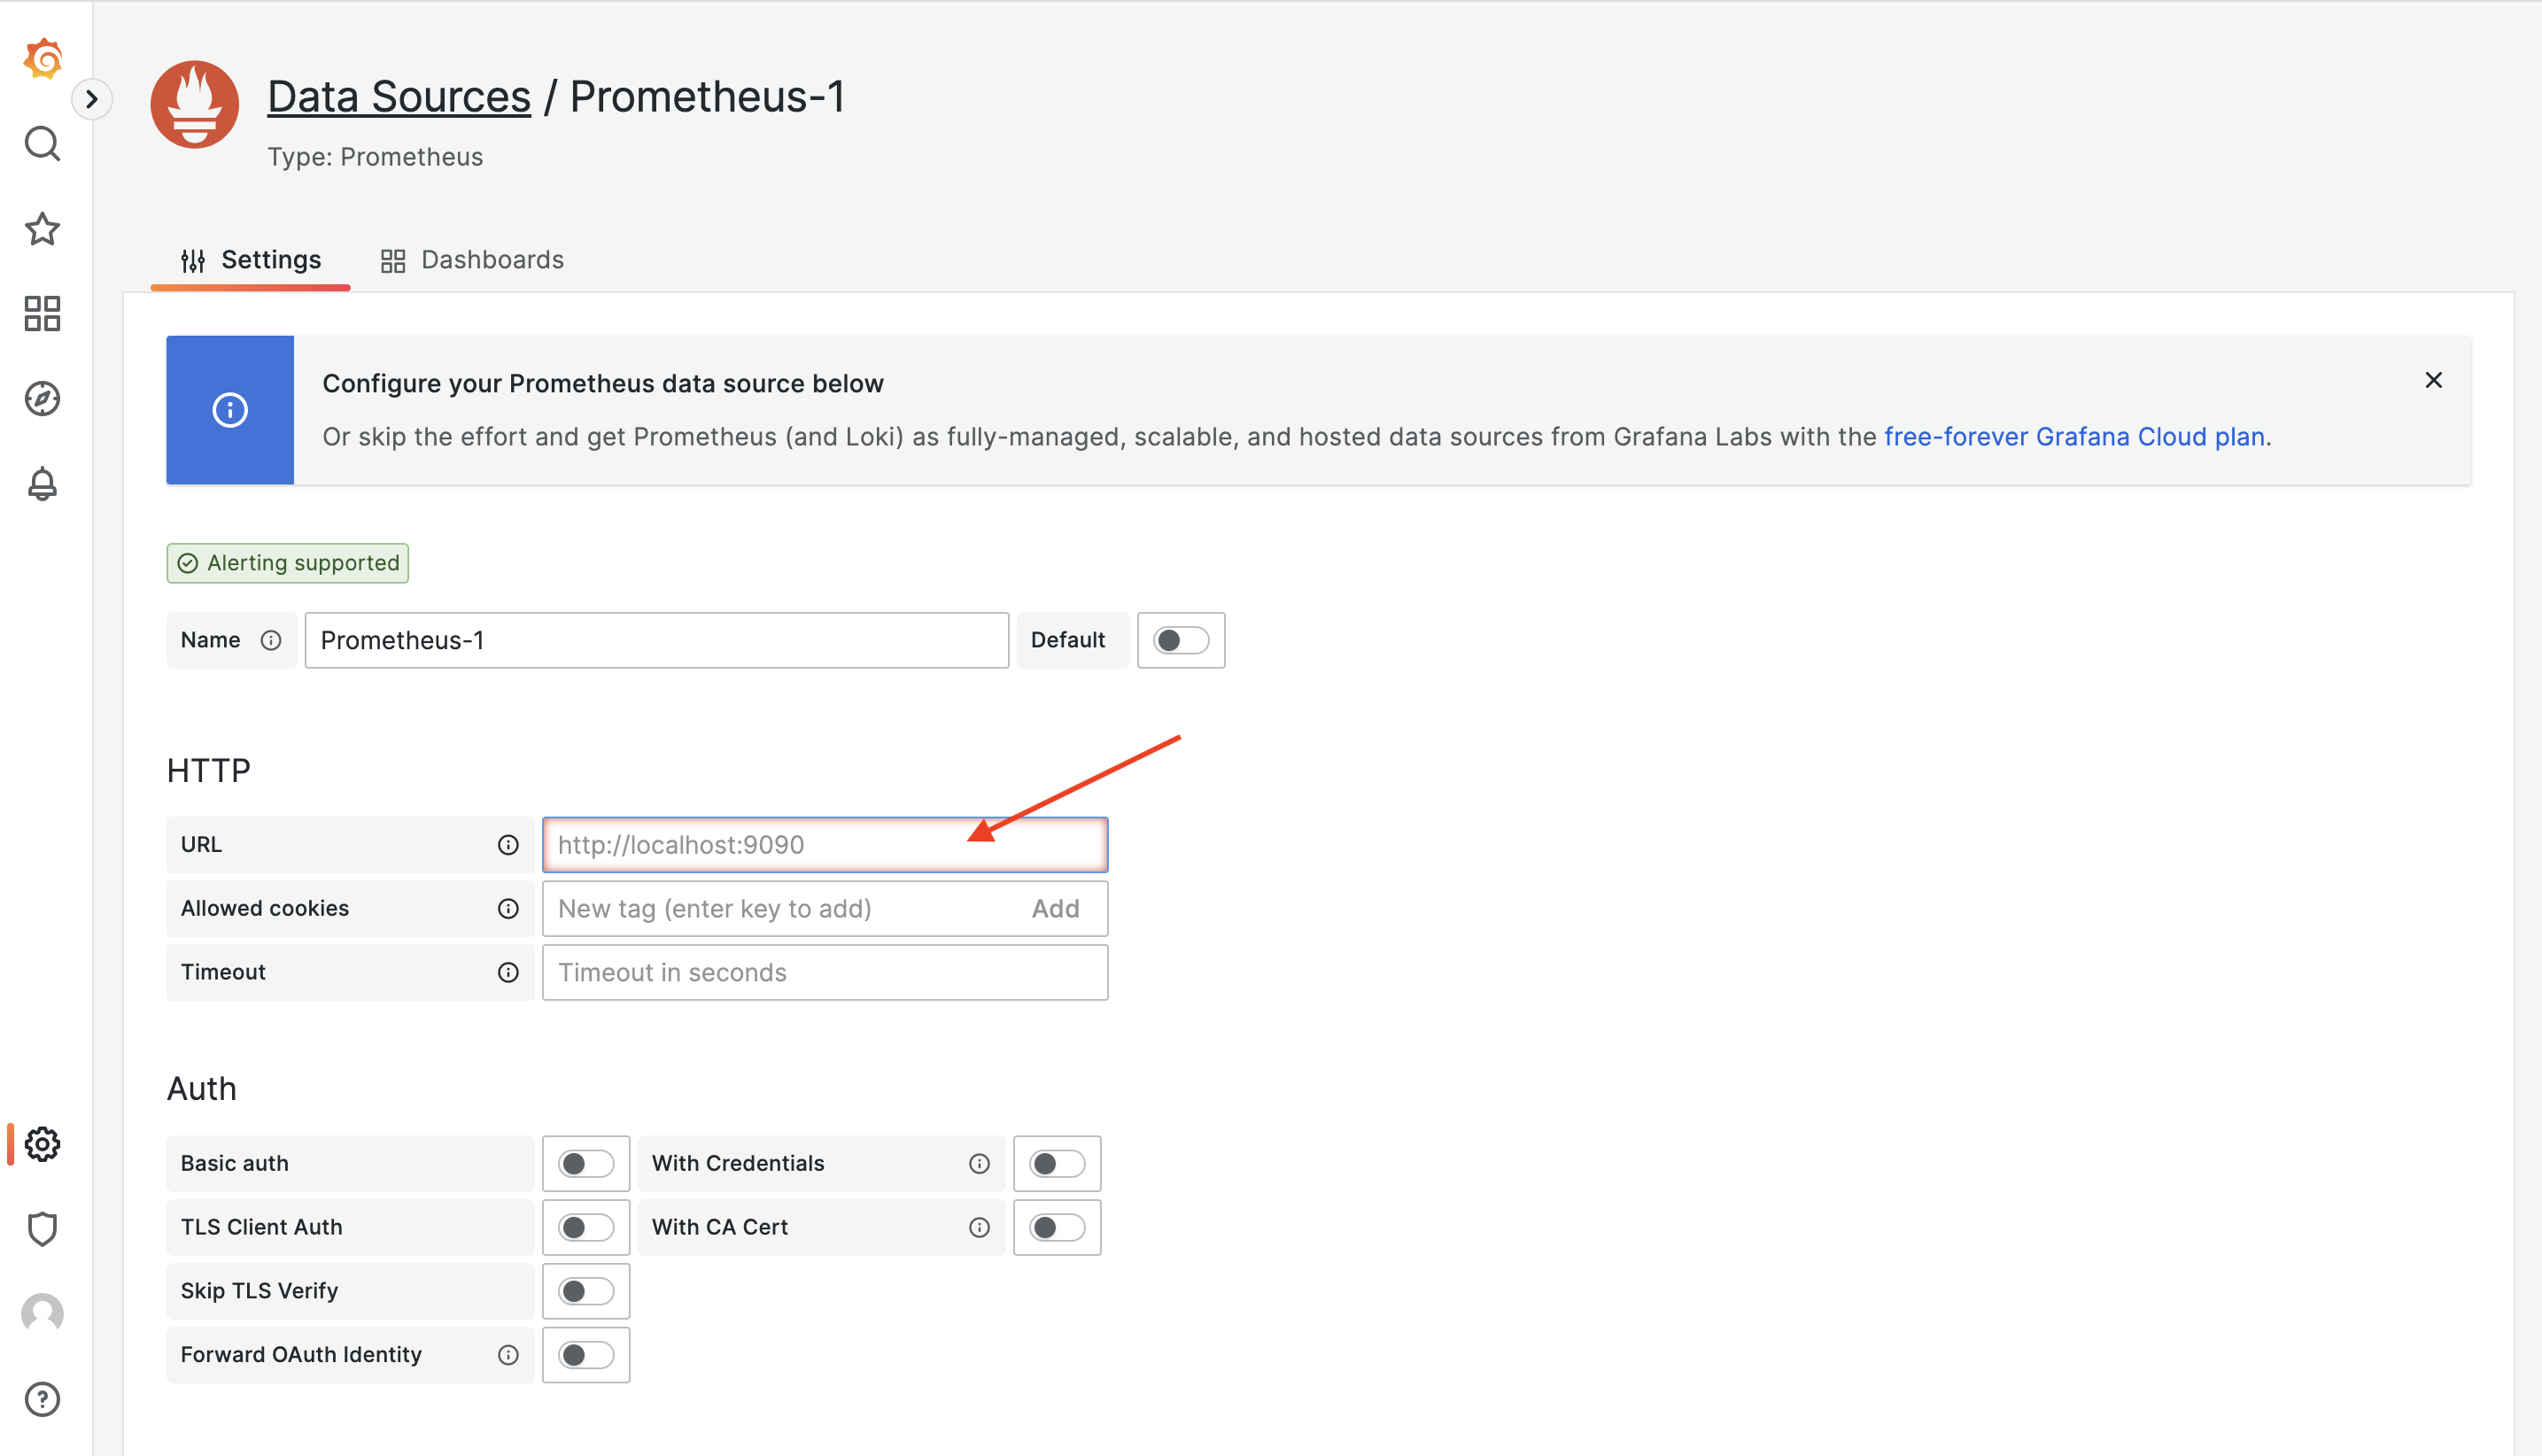 Data Sources / Prometheus-1
Type: Prometheus
Settings
Dashboards
Configure your Prometheus data source below
Or skip the effort and get Prometheus (and Loki) as fully-managed, scalable, and hosted data sources from Grafana Labs with the free-forever Grafana Cloud plan.
Alerting supported
Name
Prometheus-1
Default
HTTP
URL
http://localhost:9090
Allowed cookies
New tag (enter key to add)
Add
Timeout
Timeout in seconds
Auth
Basic auth
With Credentials
TLS Client Auth
With CA Cert
Skip TLS Verify
Forward OAuth Identity